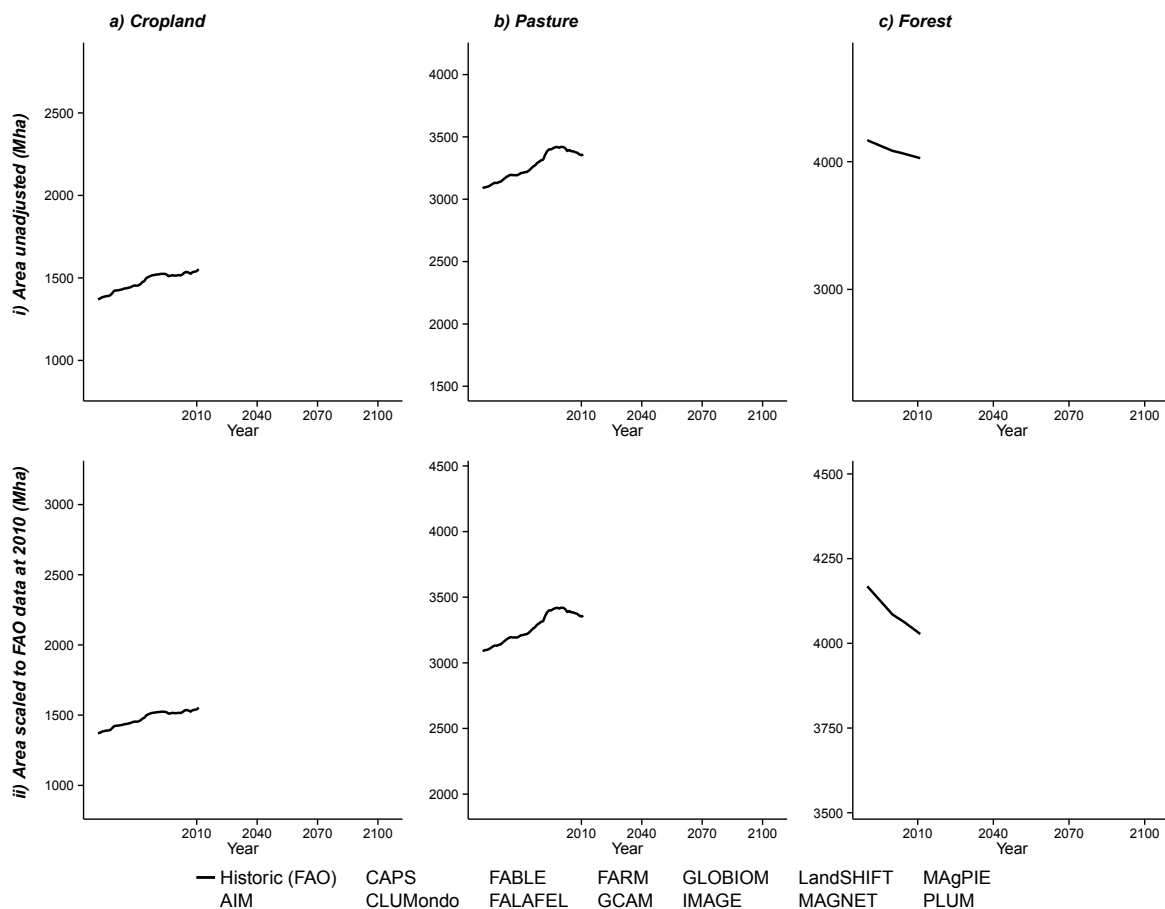 a) Cropland
b) Pasture
c) Forest
i) Area unadjusted (Mha)
2500
2000
1500
1000
2010 2040 2070 2100
Year
4000
3500
3000
2500
2000
1500
2010 2040 2070 2100
Year
4000
3000
2010 2040 2070 2100
Year
ii) Area scaled to FAO data at 2010 (Mha)
3000
2500
2000
1500
1000
2010 2040 2070 2100
Year
4500
4000
3500
3000
2500
2000
2010 2040 2070 2100
Year
4500
4250
4000
3750
3500
2010 2040 2070 2100
Year
Historic (FAO) CAPS FABLE FARM GLOBIOM LandSHIFT MAgPIE
AIM CLUMondo FALAFEL GCAM IMAGE MAGNET PLUM